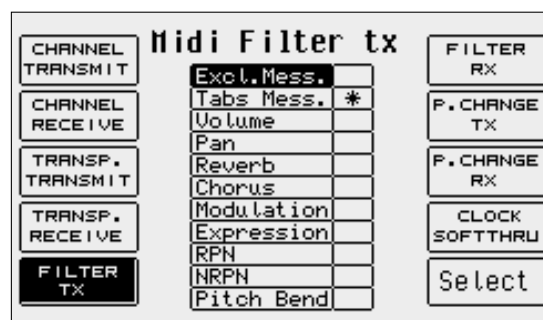 Midi Filter tx
CHANNEL
TRANSMIT
CHANNEL
RECEIVE
TRANSP.
TRANSMIT
TRANSP.
RECEIVE
FILTER
TX
Excl.Mess.
Tabs Mess. *
Volume
Pan
Reverb
Chorus
Modulation
Expression
RPN
NRPN
Pitch Bend
FILTER
RX
P.CHANGE
TX
P.CHANGE
RX
CLOCK
SOFTTHRU
Select